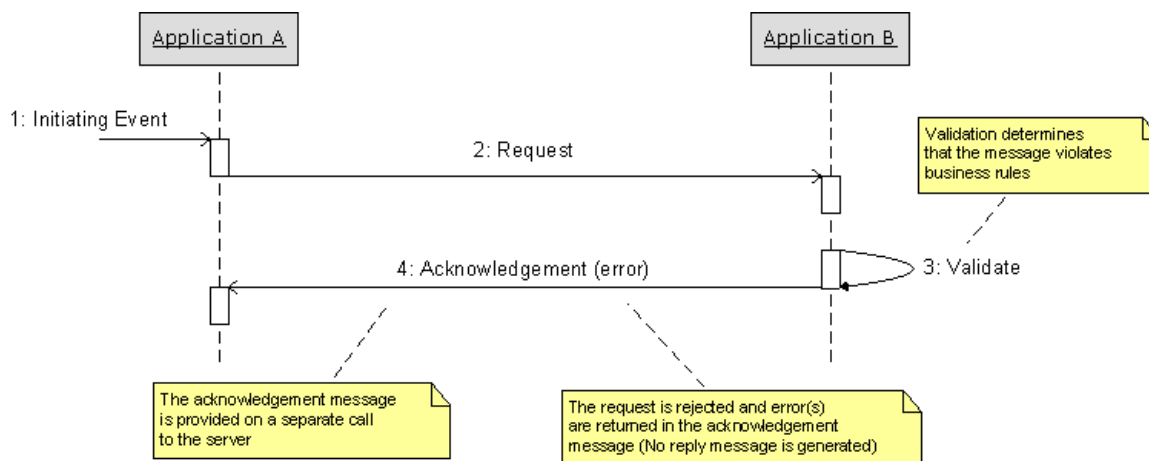 Application A
Application B
1: Initiating Event
2: Request
Validation determines
that the message violates
business rules
4: Acknowledgement (error)
3: Validate
The acknowledgement message
is provided on a separate call
to the server
The request is rejected and error(s)
are returned in the acknowledgement
message (No reply message is generated)